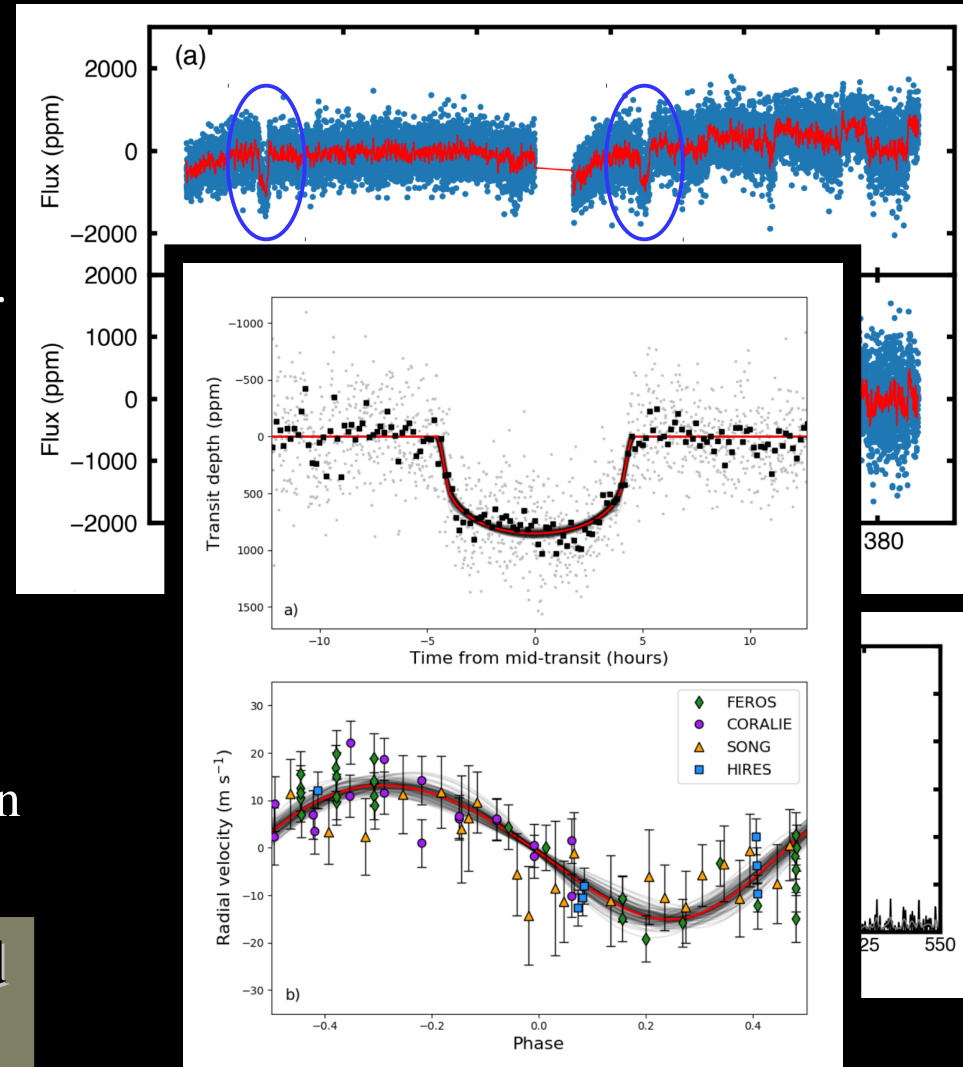 (a)
2000
0
−2000
Flux (ppm)
.
2000
1000
0
−1000
−2000
Flux (ppm)
380
−1000
−500
0
500
1000
1500
Transit depth (ppm)
a)
−10 −5 0 5 10
Time from mid-transit (hours)
FEROS
CORALIE
SONG
HIRES
30
20
10
0
−10
−20
−30
Radial velocity (m s⁻¹)
b)
−0.4 −0.2 0.0 0.2 0.4
Phase
n
25 550